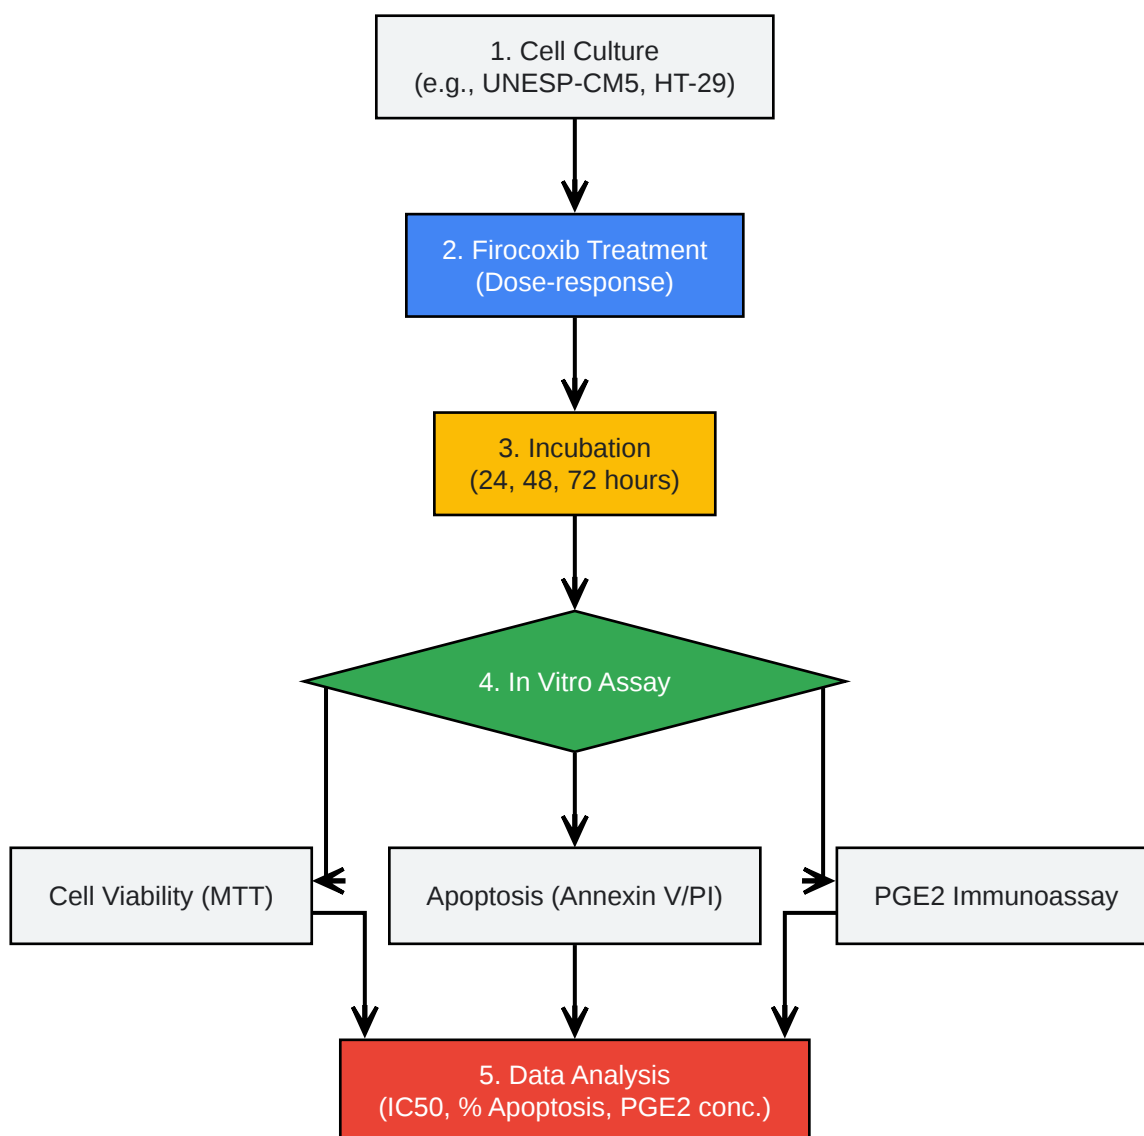 1. Cell Culture
(e.g., UNESP-CM5, HT-29)
2. Firocoxib Treatment
(Dose-response)
3. Incubation
(24, 48, 72 hours)
4. In Vitro Assay
Cell Viability (MTT)
Apoptosis (Annexin V/PI)
PGE2 Immunoassay
5. Data Analysis
(IC50, % Apoptosis, PGE2 conc.)